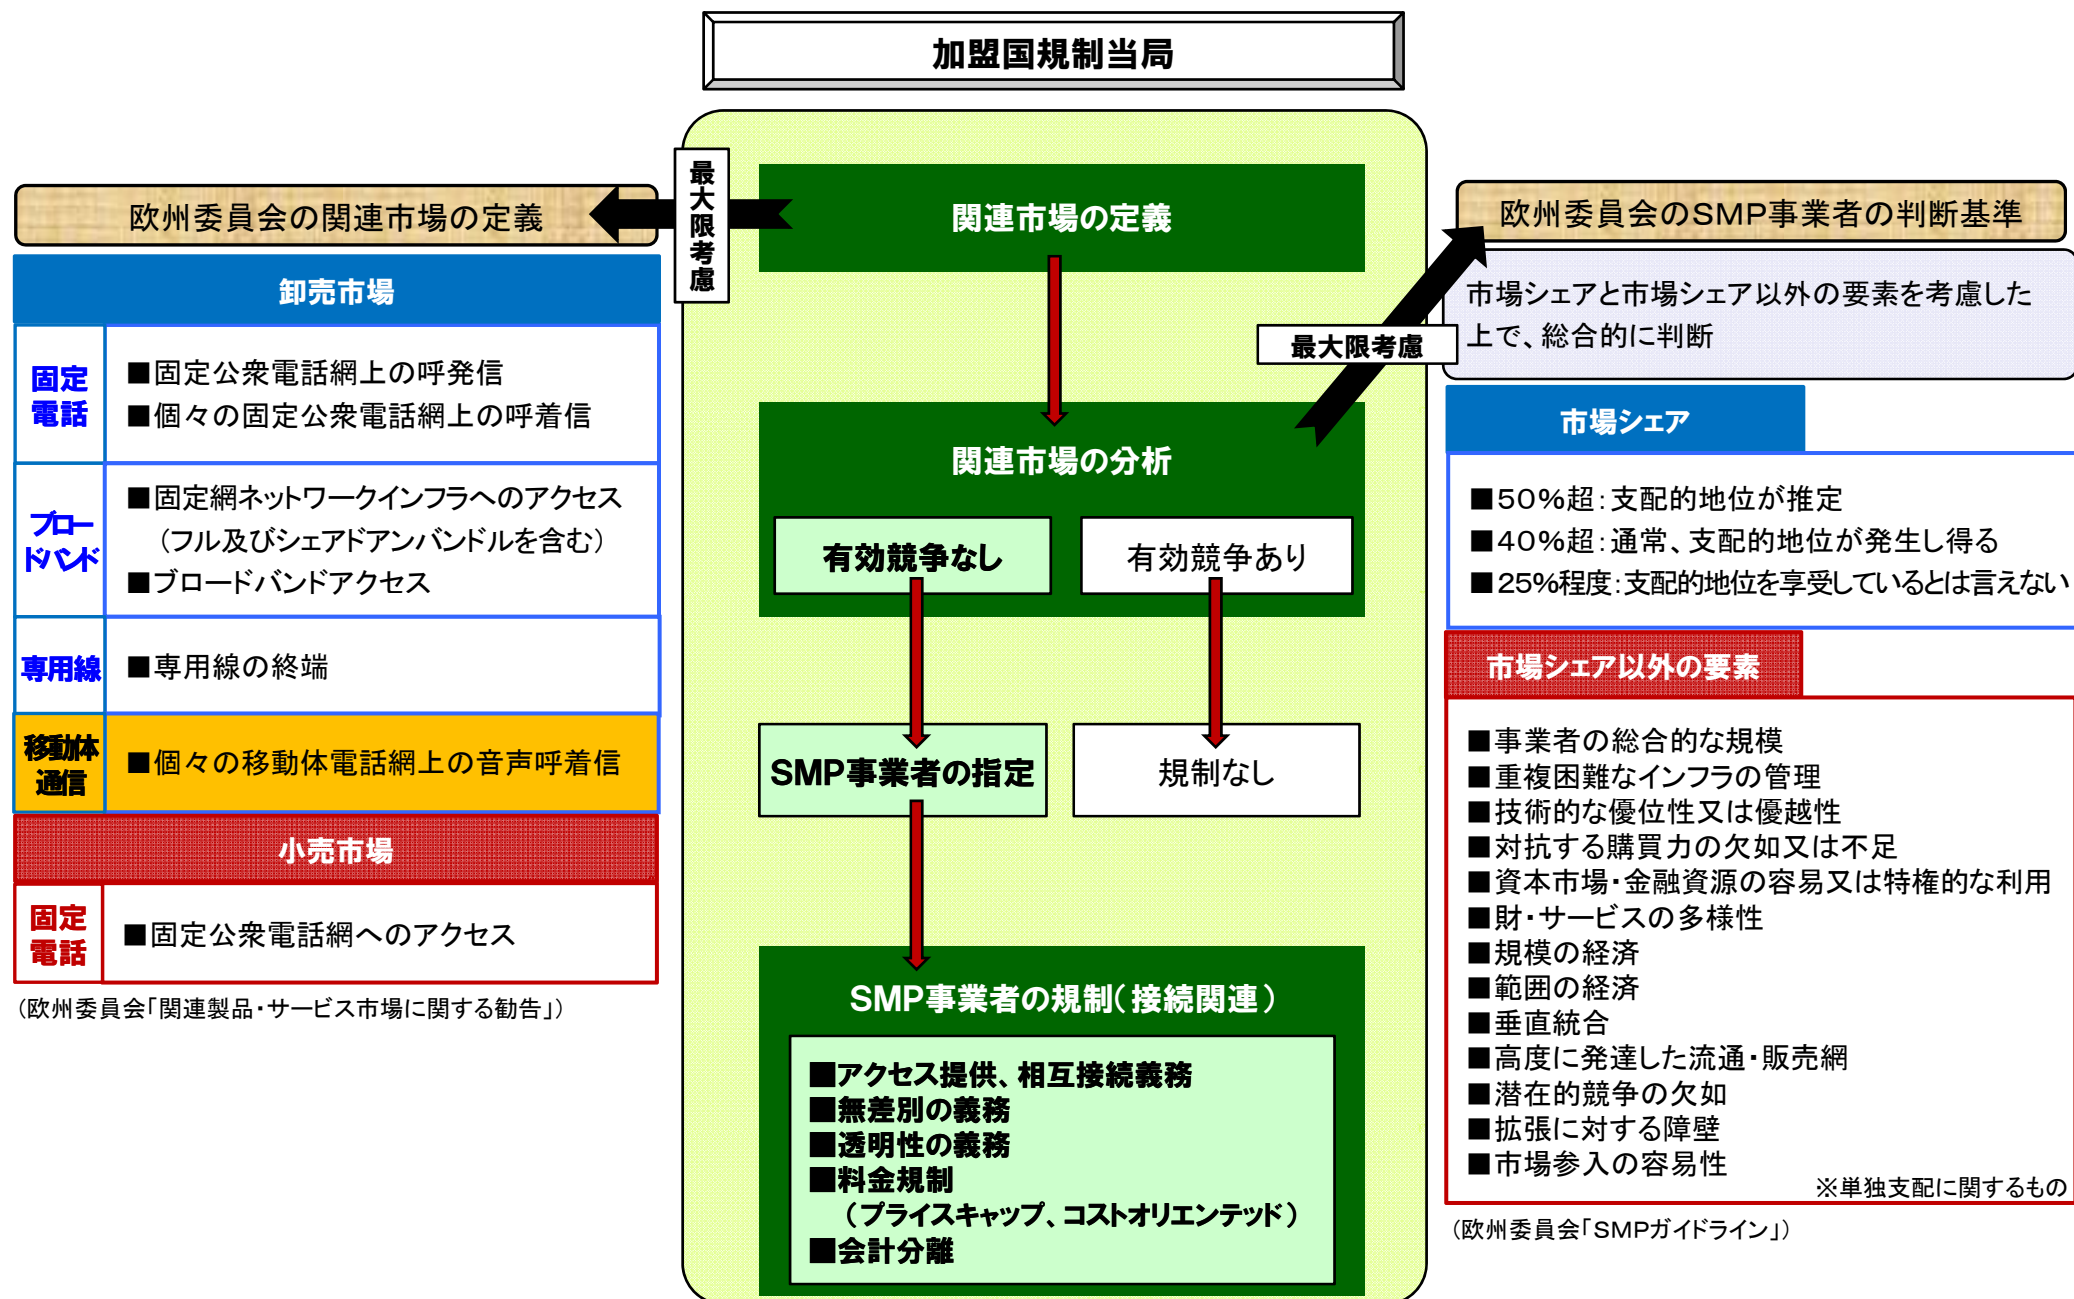 加盟国規制当局
欧州委員会の関連市場の定義
卸売市場
固定
電話
■固定公衆電話網上の呼発信
■個々の固定公衆電話網上の呼着信
ブロー
ドバンド
■固定網ネットワークインフラへのアクセス
（フル及びシェアドアンバンドルを含む）
■ブロードバンドアクセス
専用線
■専用線の終端
移動体
通信
■個々の移動体電話網上の音声呼着信
小売市場
固定
電話
■固定公衆電話網へのアクセス
（欧州委員会「関連製品・サービス市場に関する勧告」）
最大限考慮
関連市場の定義
最大限考慮
関連市場の分析
有効競争なし
有効競争あり
SMP事業者の指定
規制なし
SMP事業者の規制（接続関連）
■アクセス提供、相互接続義務
■無差別の義務
■透明性の義務
■料金規制
（プライスキャップ、コストオリエンテッド）
■会計分離
欧州委員会のSMP事業者の判断基準
市場シェアと市場シェア以外の要素を考慮した
上で、総合的に判断
市場シェア
■50%超：支配的地位が推定
■40%超：通常、支配的地位が発生し得る
■25%程度：支配的地位を享受しているとは言えない
市場シェア以外の要素
■事業者の総合的な規模
■重複困難なインフラの管理
■技術的な優位性又は優越性
■対抗する購買力の欠如又は不足
■資本市場・金融資源の容易又は特権的な利用
■財・サービスの多様性
■規模の経済
■範囲の経済
■垂直統合
■高度に発達した流通・販売網
■潜在的競争の欠如
■拡張に対する障壁
■市場参入の容易性
※単独支配に関するもの
（欧州委員会「SMPガイドライン」）